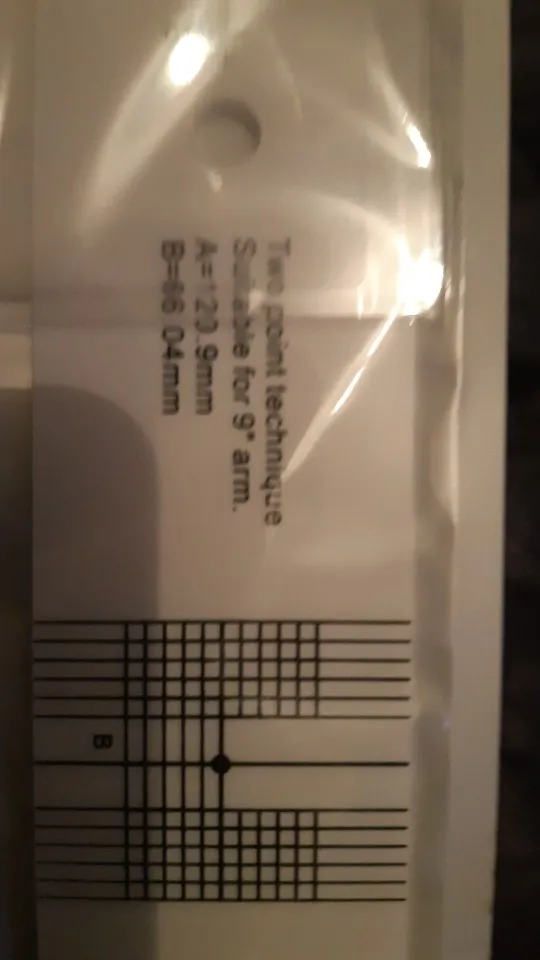 Two point technique
Suitable for 9" arm.
A=120.9mm
B=66.04mm
B